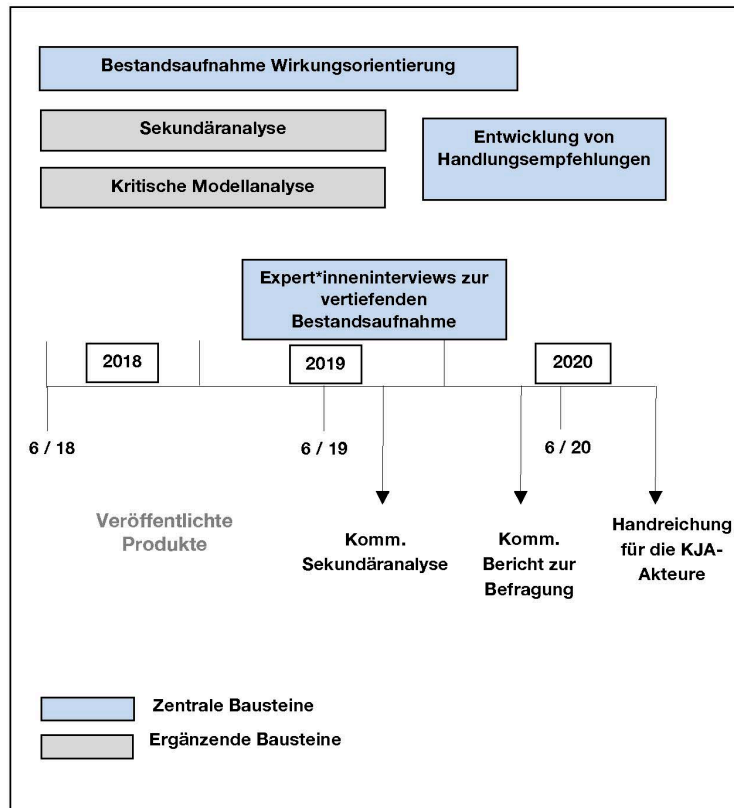 Bestandsaufnahme Wirkungsorientierung
Sekundäranalyse
Kritische Modellanalyse
Entwicklung von
Handlungsempfehlungen
Expert*inneninterviews zur
vertiefenden
Bestandsaufnahme
2018
2019
2020
6 / 18
6 / 19
6 / 20
Veröffentlichte
Produkte
Komm.
Sekundäranalyse
Komm.
Bericht zur
Befragung
Handreichung
für die KJA-
Akteure
Zentrale Bausteine
Ergänzende Bausteine